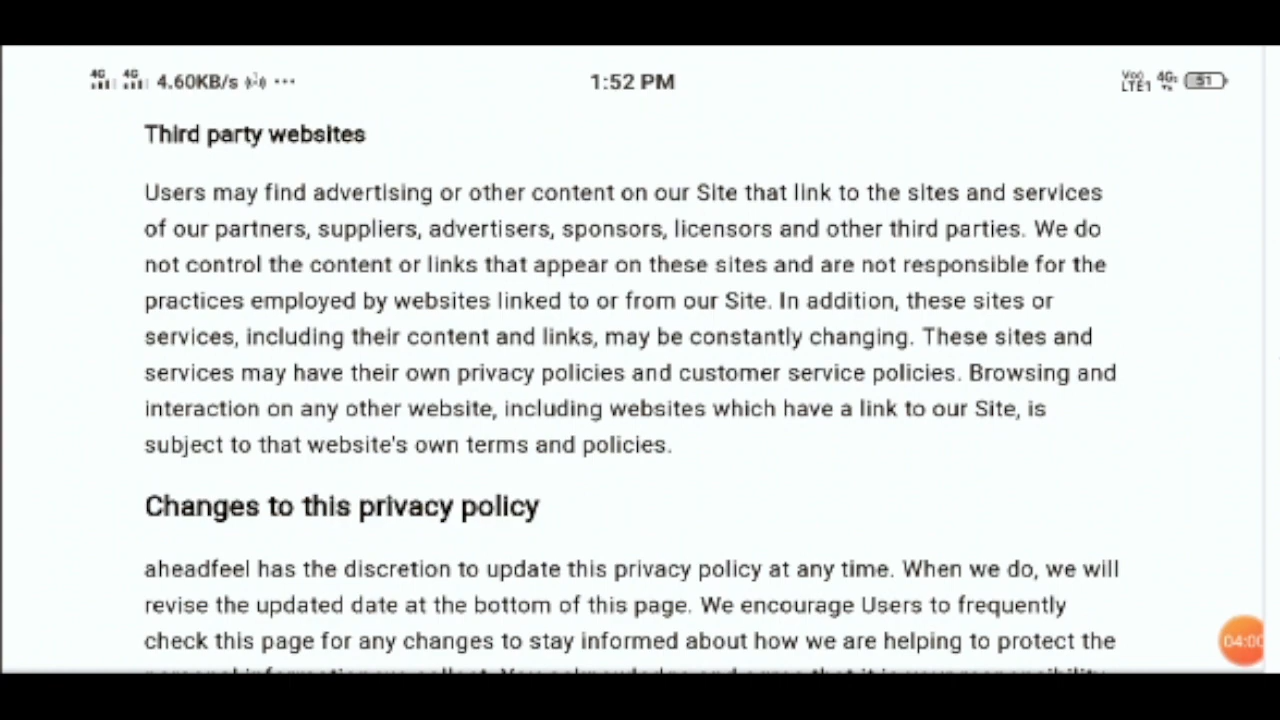 4G 4G 4.60KB/s ••• 1:52 PM Vo) LTE1 4G 51
Third party websites
Users may find advertising or other content on our Site that link to the sites and services
of our partners, suppliers, advertisers, sponsors, licensors and other third parties. We do
not control the content or links that appear on these sites and are not responsible for the
practices employed by websites linked to or from our Site. In addition, these sites or
services, including their content and links, may be constantly changing. These sites and
services may have their own privacy policies and customer service policies. Browsing and
interaction on any other website, including websites which have a link to our Site, is
subject to that website's own terms and policies.
Changes to this privacy policy
aheadfeel has the discretion to update this privacy policy at any time. When we do, we will
revise the updated date at the bottom of this page. We encourage Users to frequently
check this page for any changes to stay informed about how we are helping to protect the
04:00